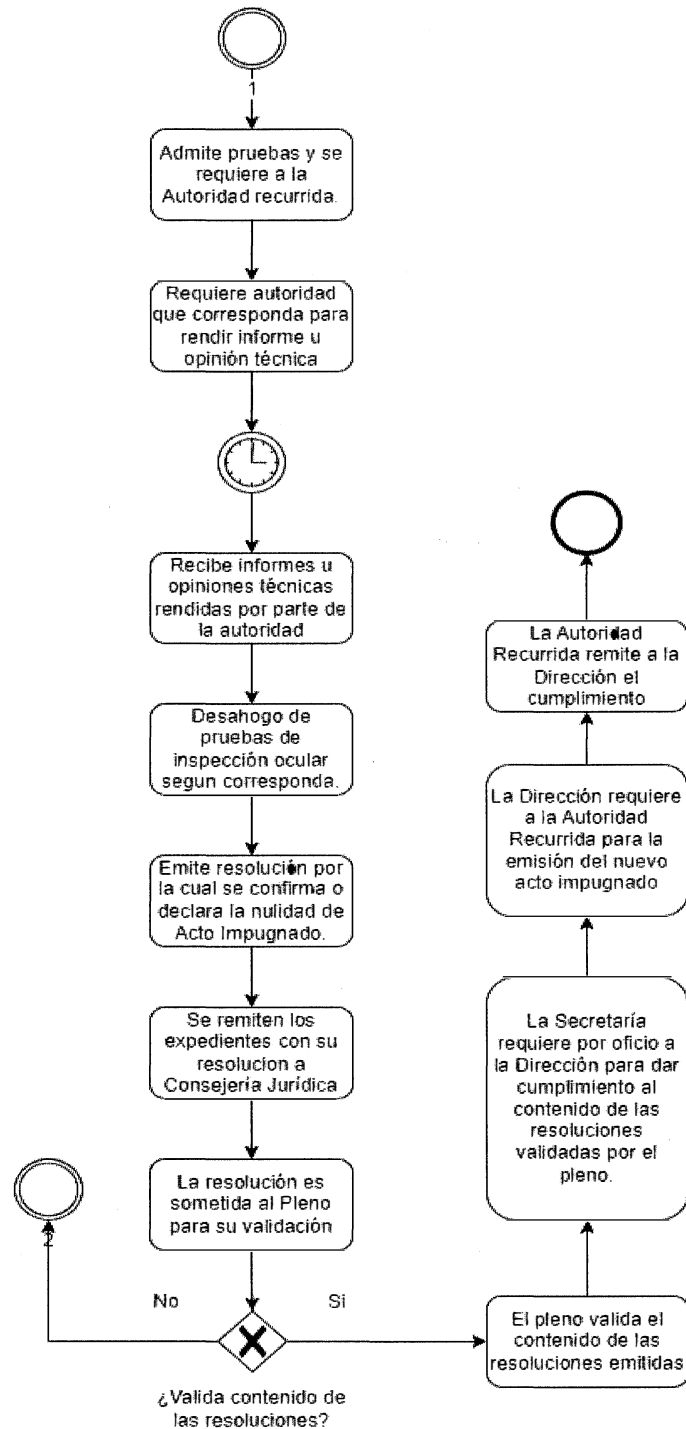 1
Admite pruebas y se
requiere a la
Autoridad recurrida.
Requiere autoridad
que corresponda para
rendir informe u
opinión técnica
Recibe informes u
opiniones técnicas
rendidas por parte de
la autoridad
Desahogo de
pruebas de
inspección ocular
segun corresponda.
Emite resolución por
la cual se confirma o
declara la nulidad de
Acto Impugnado.
Se remiten los
expedientes con su
resolucion a
Consejería Jurídica
La resolución es
sometida al Pleno
para su validación
2
No
Si
¿Valida contenido de
las resoluciones?
El pleno valida el
contenido de las
resoluciones emitidas
La Secretaría
requiere por oficio a
la Dirección para dar
cumplimiento al
contenido de las
resoluciones
validadas por el
pleno.
La Dirección requiere
a la Autoridad
Recurrida para la
emisión del nuevo
acto impugnado
La Autoridad
Recurrida remite a la
Dirección el
cumplimiento